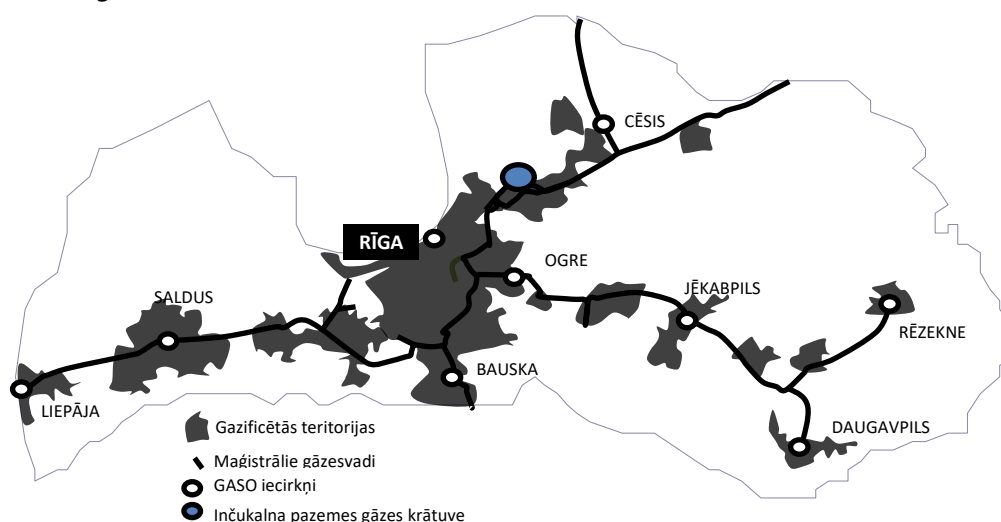 CĒSIS
RĪGA
OGRE
SALDUS
JĒKABPILS
RĒZEKNE
BAUSKA
LIEPĀJA
DAUGAVPILS
Gazificētās teritorijas
Maģistrālie gāzesvadi
GASO iecirkņi
Inčukalna pazemes gāzes krātuve